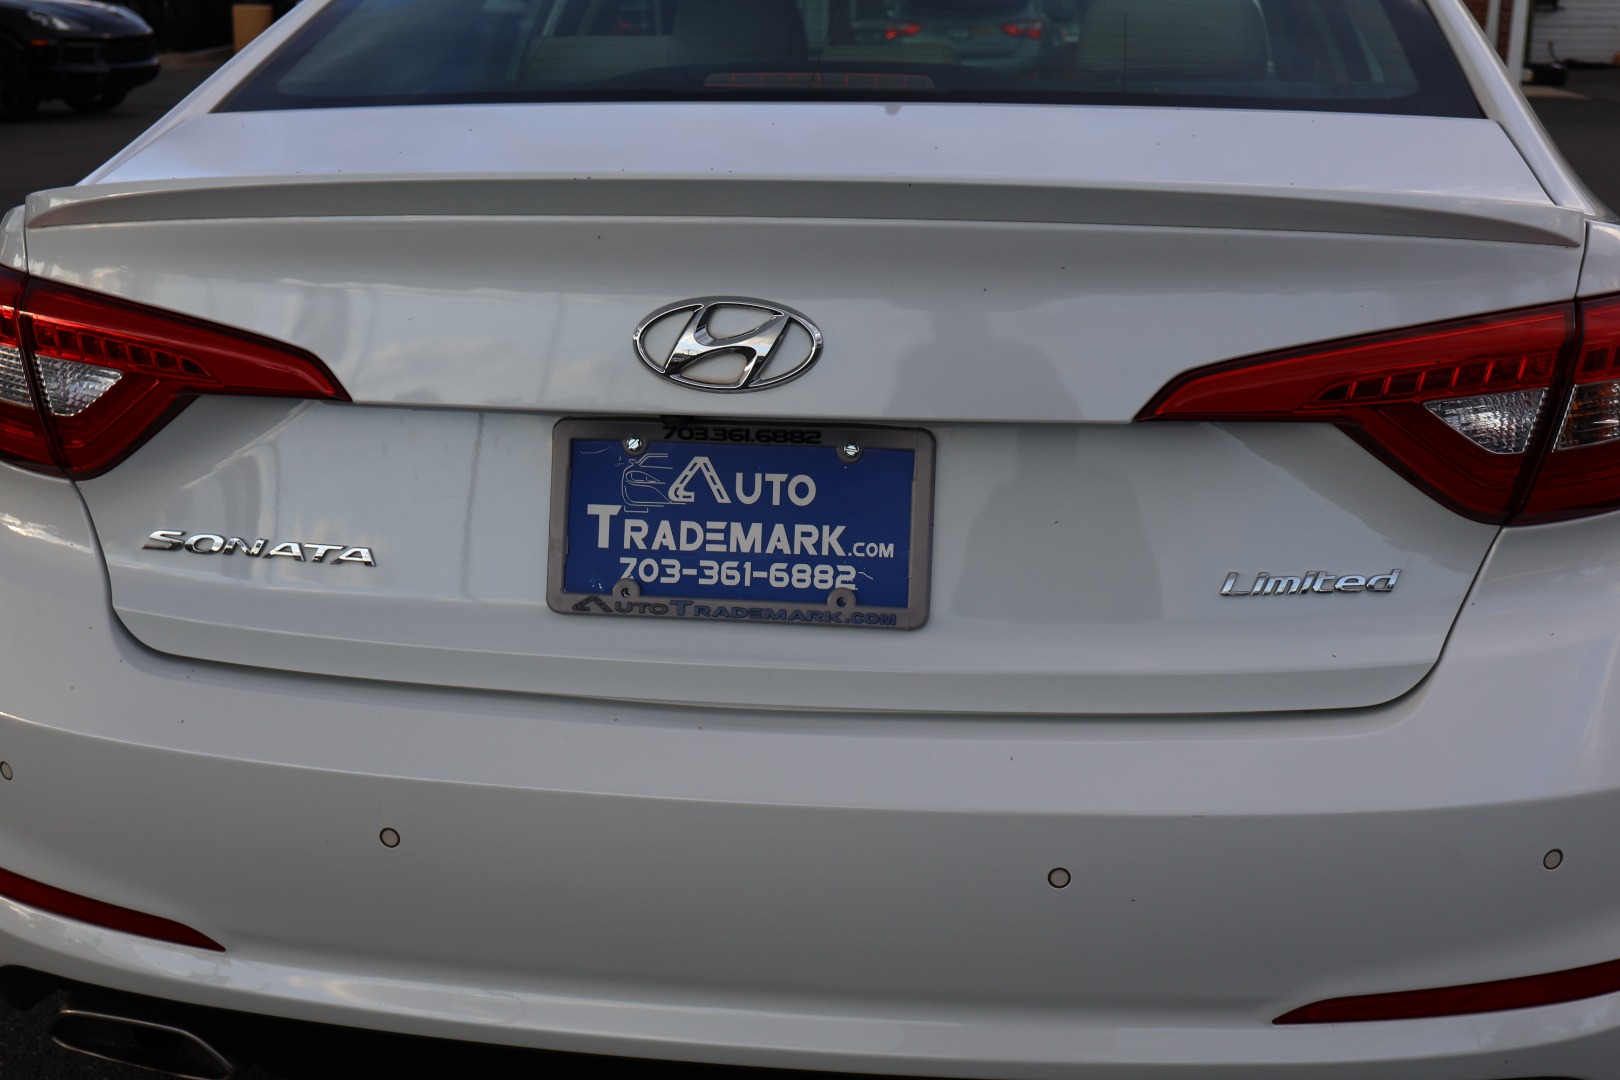 703.361.6882
AUTO
TRADEMARK.COM
703-361-6882
AUTOTRADEMARK.COM
SONATA
Limited